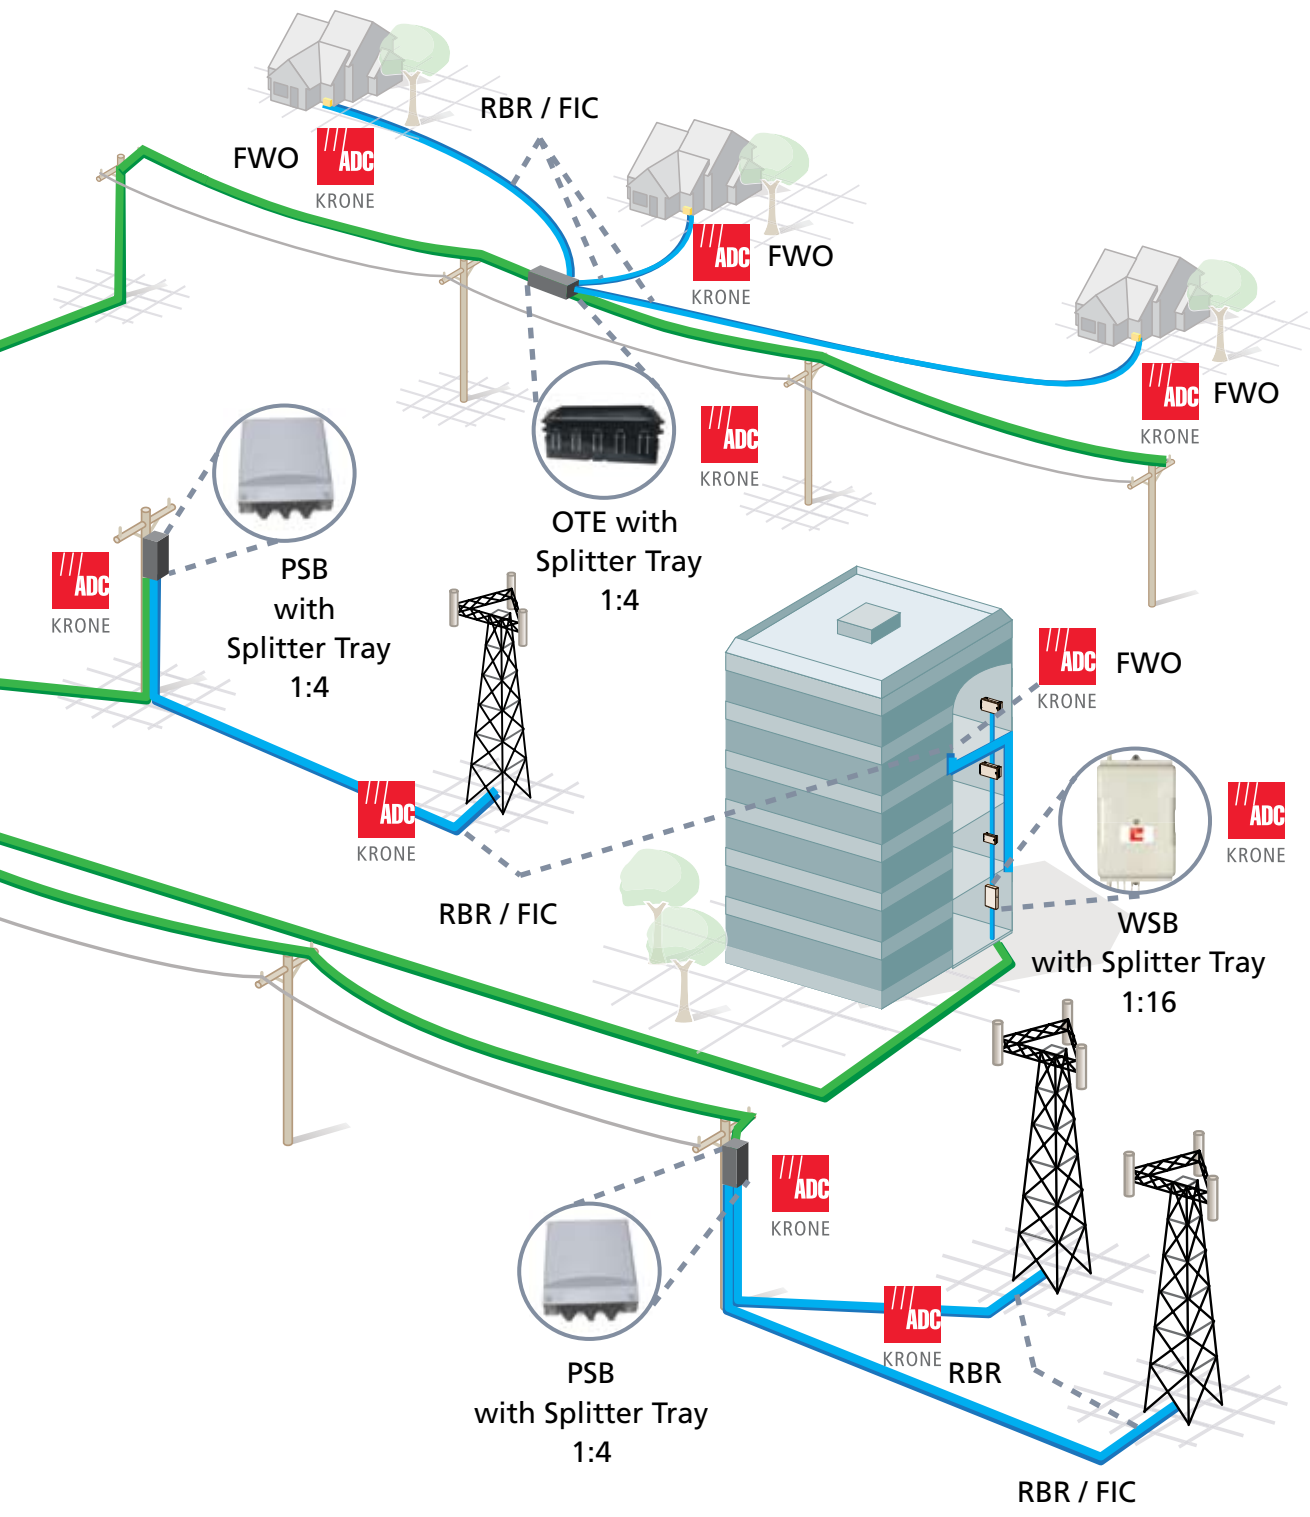 RBR / FIC
FWO
ADC
KRONE
ADC
KRONE
FWO
ADC
KRONE
FWO
ADC
KRONE
OTE with
Splitter Tray
1:4
ADC
KRONE
PSB
with
Splitter Tray
1:4
ADC
KRONE
FWO
ADC
KRONE
RBR / FIC
ADC
KRONE
WSB
with Splitter Tray
1:16
ADC
KRONE
PSB
with Splitter Tray
1:4
ADC
KRONE
RBR
RBR / FIC